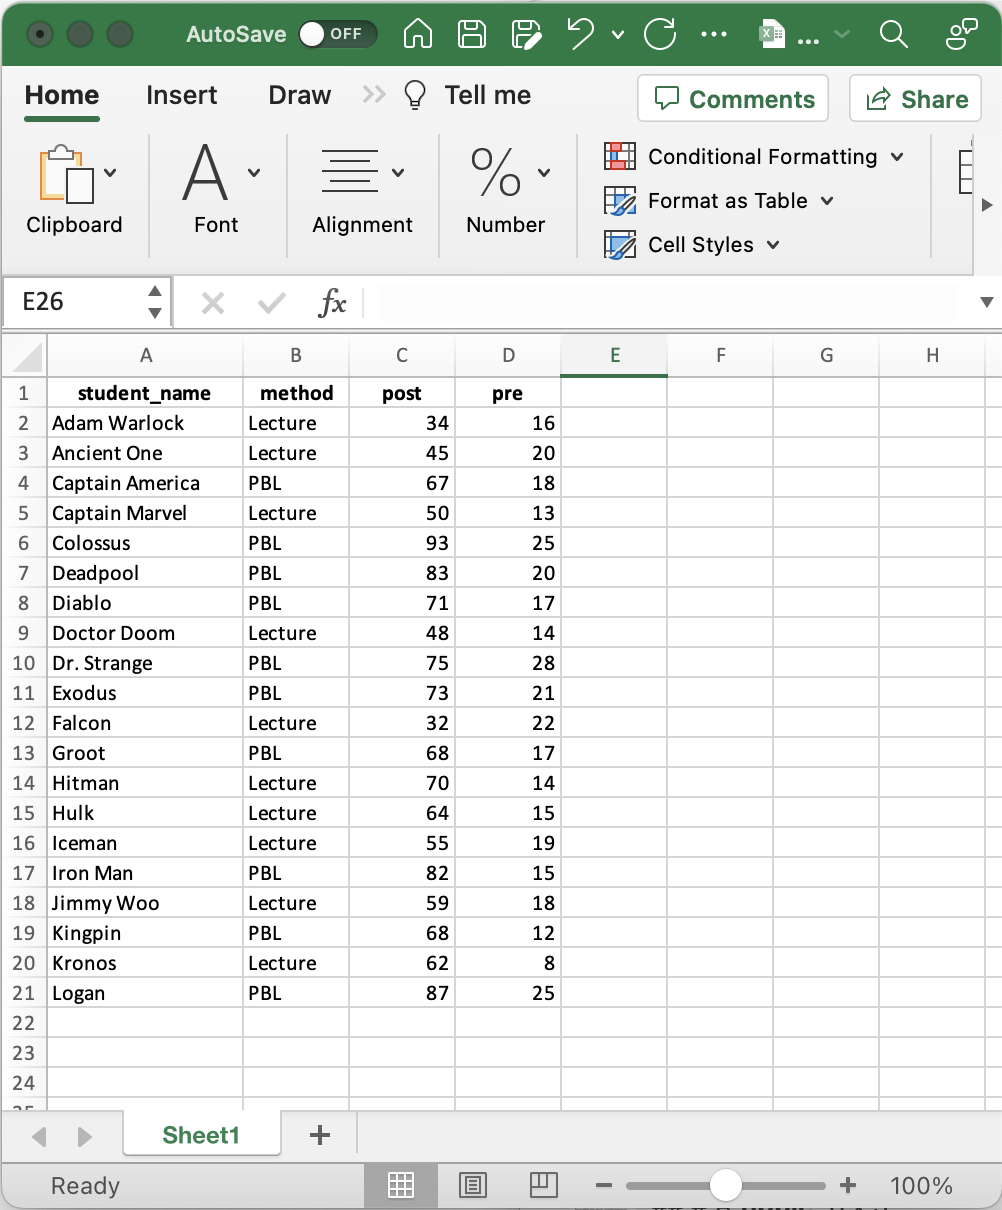 AutoSave OFF ... X ...
Home Insert Draw >> Tell me Comments Share
Clipboard Font Alignment % Number Conditional Formatting
Format as Table
Cell Styles
E26 fx
A B C D E F G H
1 student_name method post pre
2 Adam Warlock Lecture 34 16
3 Ancient One Lecture 45 20
4 Captain America PBL 67 18
5 Captain Marvel Lecture 50 13
6 Colossus PBL 93 25
7 Deadpool PBL 83 20
8 Diablo PBL 71 17
9 Doctor Doom Lecture 48 14
10 Dr. Strange PBL 75 28
11 Exodus PBL 73 21
12 Falcon Lecture 32 22
13 Groot PBL 68 17
14 Hitman Lecture 70 14
15 Hulk Lecture 64 15
16 Iceman Lecture 55 19
17 Iron Man PBL 82 15
18 Jimmy Woo Lecture 59 18
19 Kingpin PBL 68 12
20 Kronos Lecture 62 8
21 Logan PBL 87 25
22
23
24
25
Sheet1 +
Ready − + 100%